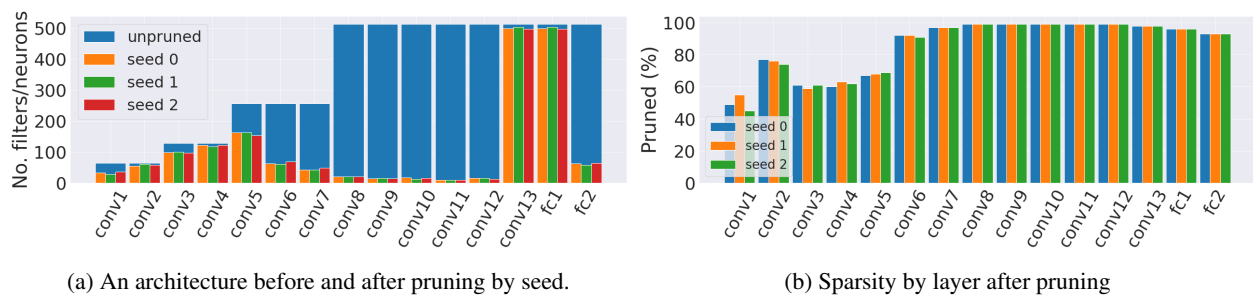 No. filters/neurons
500
400
300
200
100
0
unpruned
seed 0
seed 1
seed 2
conv1
conv2
conv3
conv4
conv5
conv6
conv7
conv8
conv9
conv10
conv11
conv12
conv13
fc1
fc2
(a) An architecture before and after pruning by seed.
Pruned (%)
100
80
60
40
20
0
seed 0
seed 1
seed 2
conv1
conv2
conv3
conv4
conv5
conv6
conv7
conv8
conv9
conv10
conv11
conv12
conv13
fc1
fc2
(b) Sparsity by layer after pruning